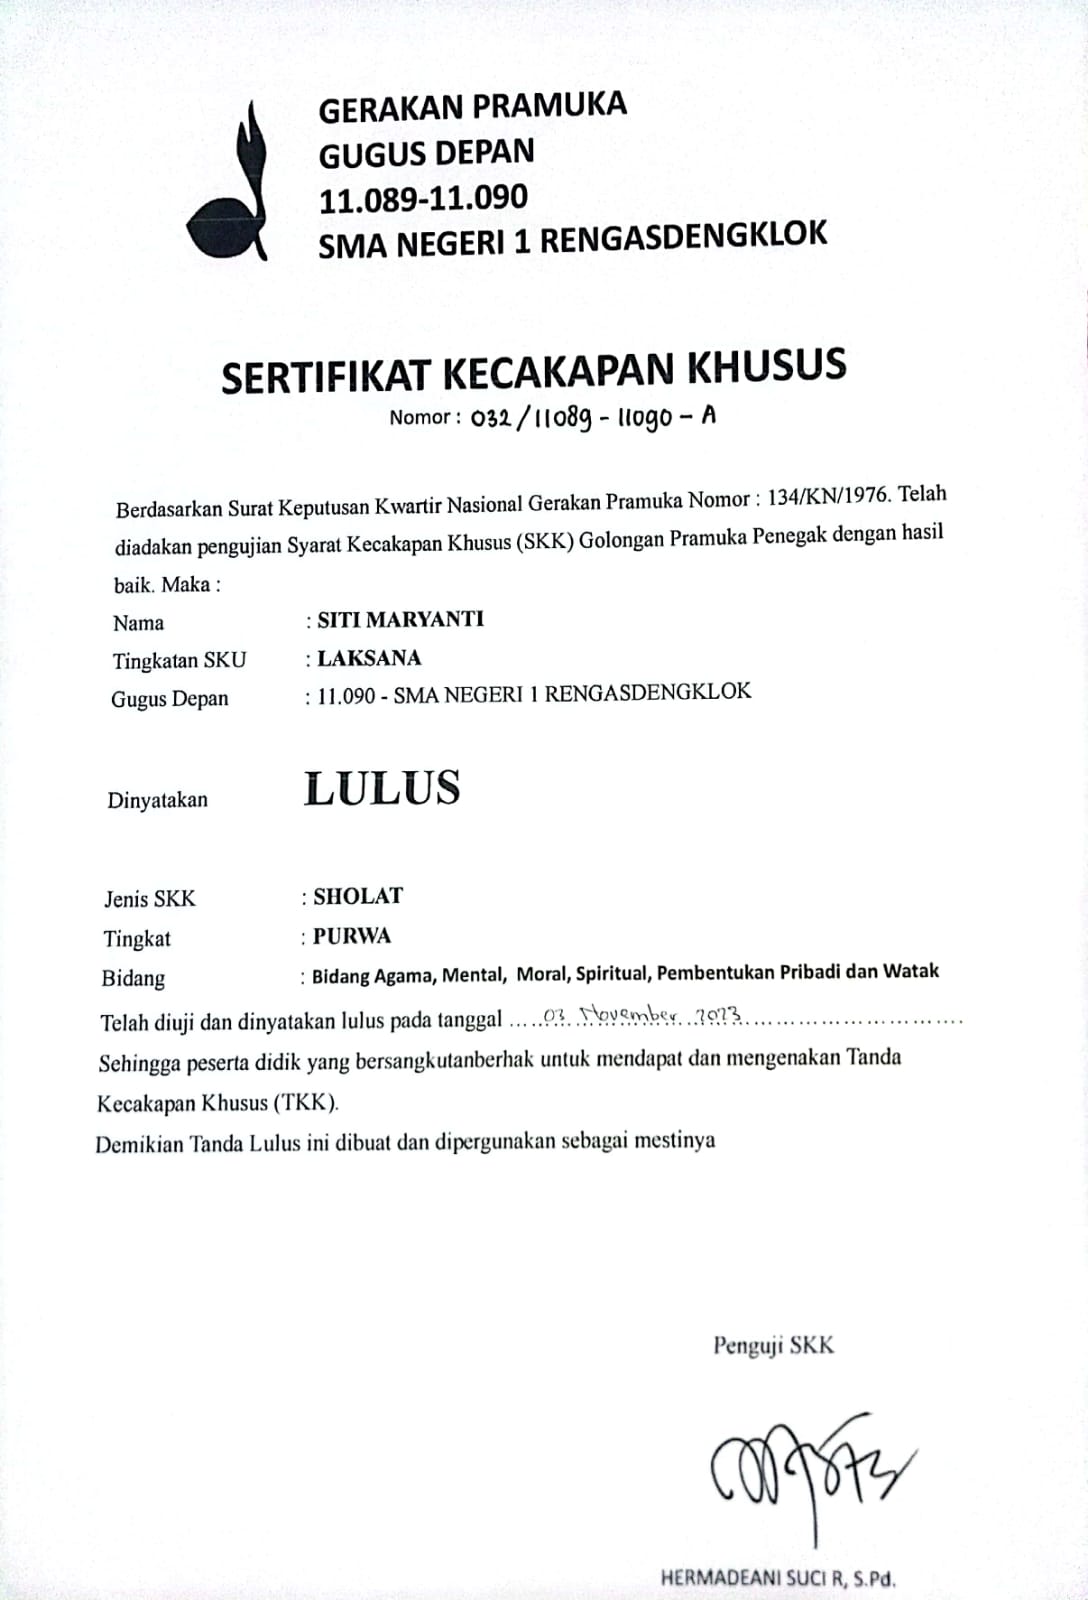 GERAKAN PRAMUKA
GUGUS DEPAN
11.089-11.090
SMA NEGERI 1 RENGASDENGKLOK
SERTIFIKAT KECAKAPAN KHUSUS
Nomor : 032/11089 - 11090 - A
Berdasarkan Surat Keputusan Kwartir Nasional Gerakan Pramuka Nomor : 134/KN/1976. Telah
diadakan pengujian Syarat Kecakapan Khusus (SKK) Golongan Pramuka Penegak dengan hasil
baik. Maka :
Nama : SITI MARYANTI
Tingkatan SKU : LAKSANA
Gugus Depan : 11.090 - SMA NEGERI 1 RENGASDENGKLOK
Dinyatakan LULUS
Jenis SKK : SHOLAT
Tingkat : PURWA
Bidang : Bidang Agama, Mental, Moral, Spiritual, Pembentukan Pribadi dan Watak
Telah diuji dan dinyatakan lulus pada tanggal .....03 November 2023..............................
Sehingga peserta didik yang bersangkutanberhak untuk mendapat dan mengenakan Tanda
Kecakapan Khusus (TKK).
Demikian Tanda Lulus ini dibuat dan dipergunakan sebagai mestinya
Penguji SKK
HERMADEANI SUCI R, S.Pd.